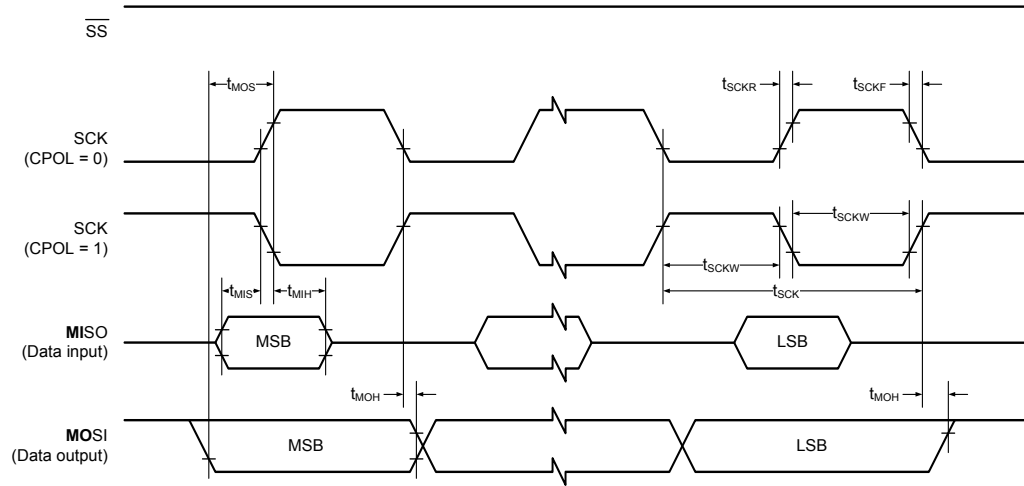 SS
tMOS
tSCKR
tSCKF
SCK
(CPOL = 0)
SCK
(CPOL = 1)
tSCKW
tSCKW
tMIS
tMIH
tSCK
MISO
(Data input)
MSB
LSB
tMOH
tMOH
MOSI
(Data output)
MSB
LSB